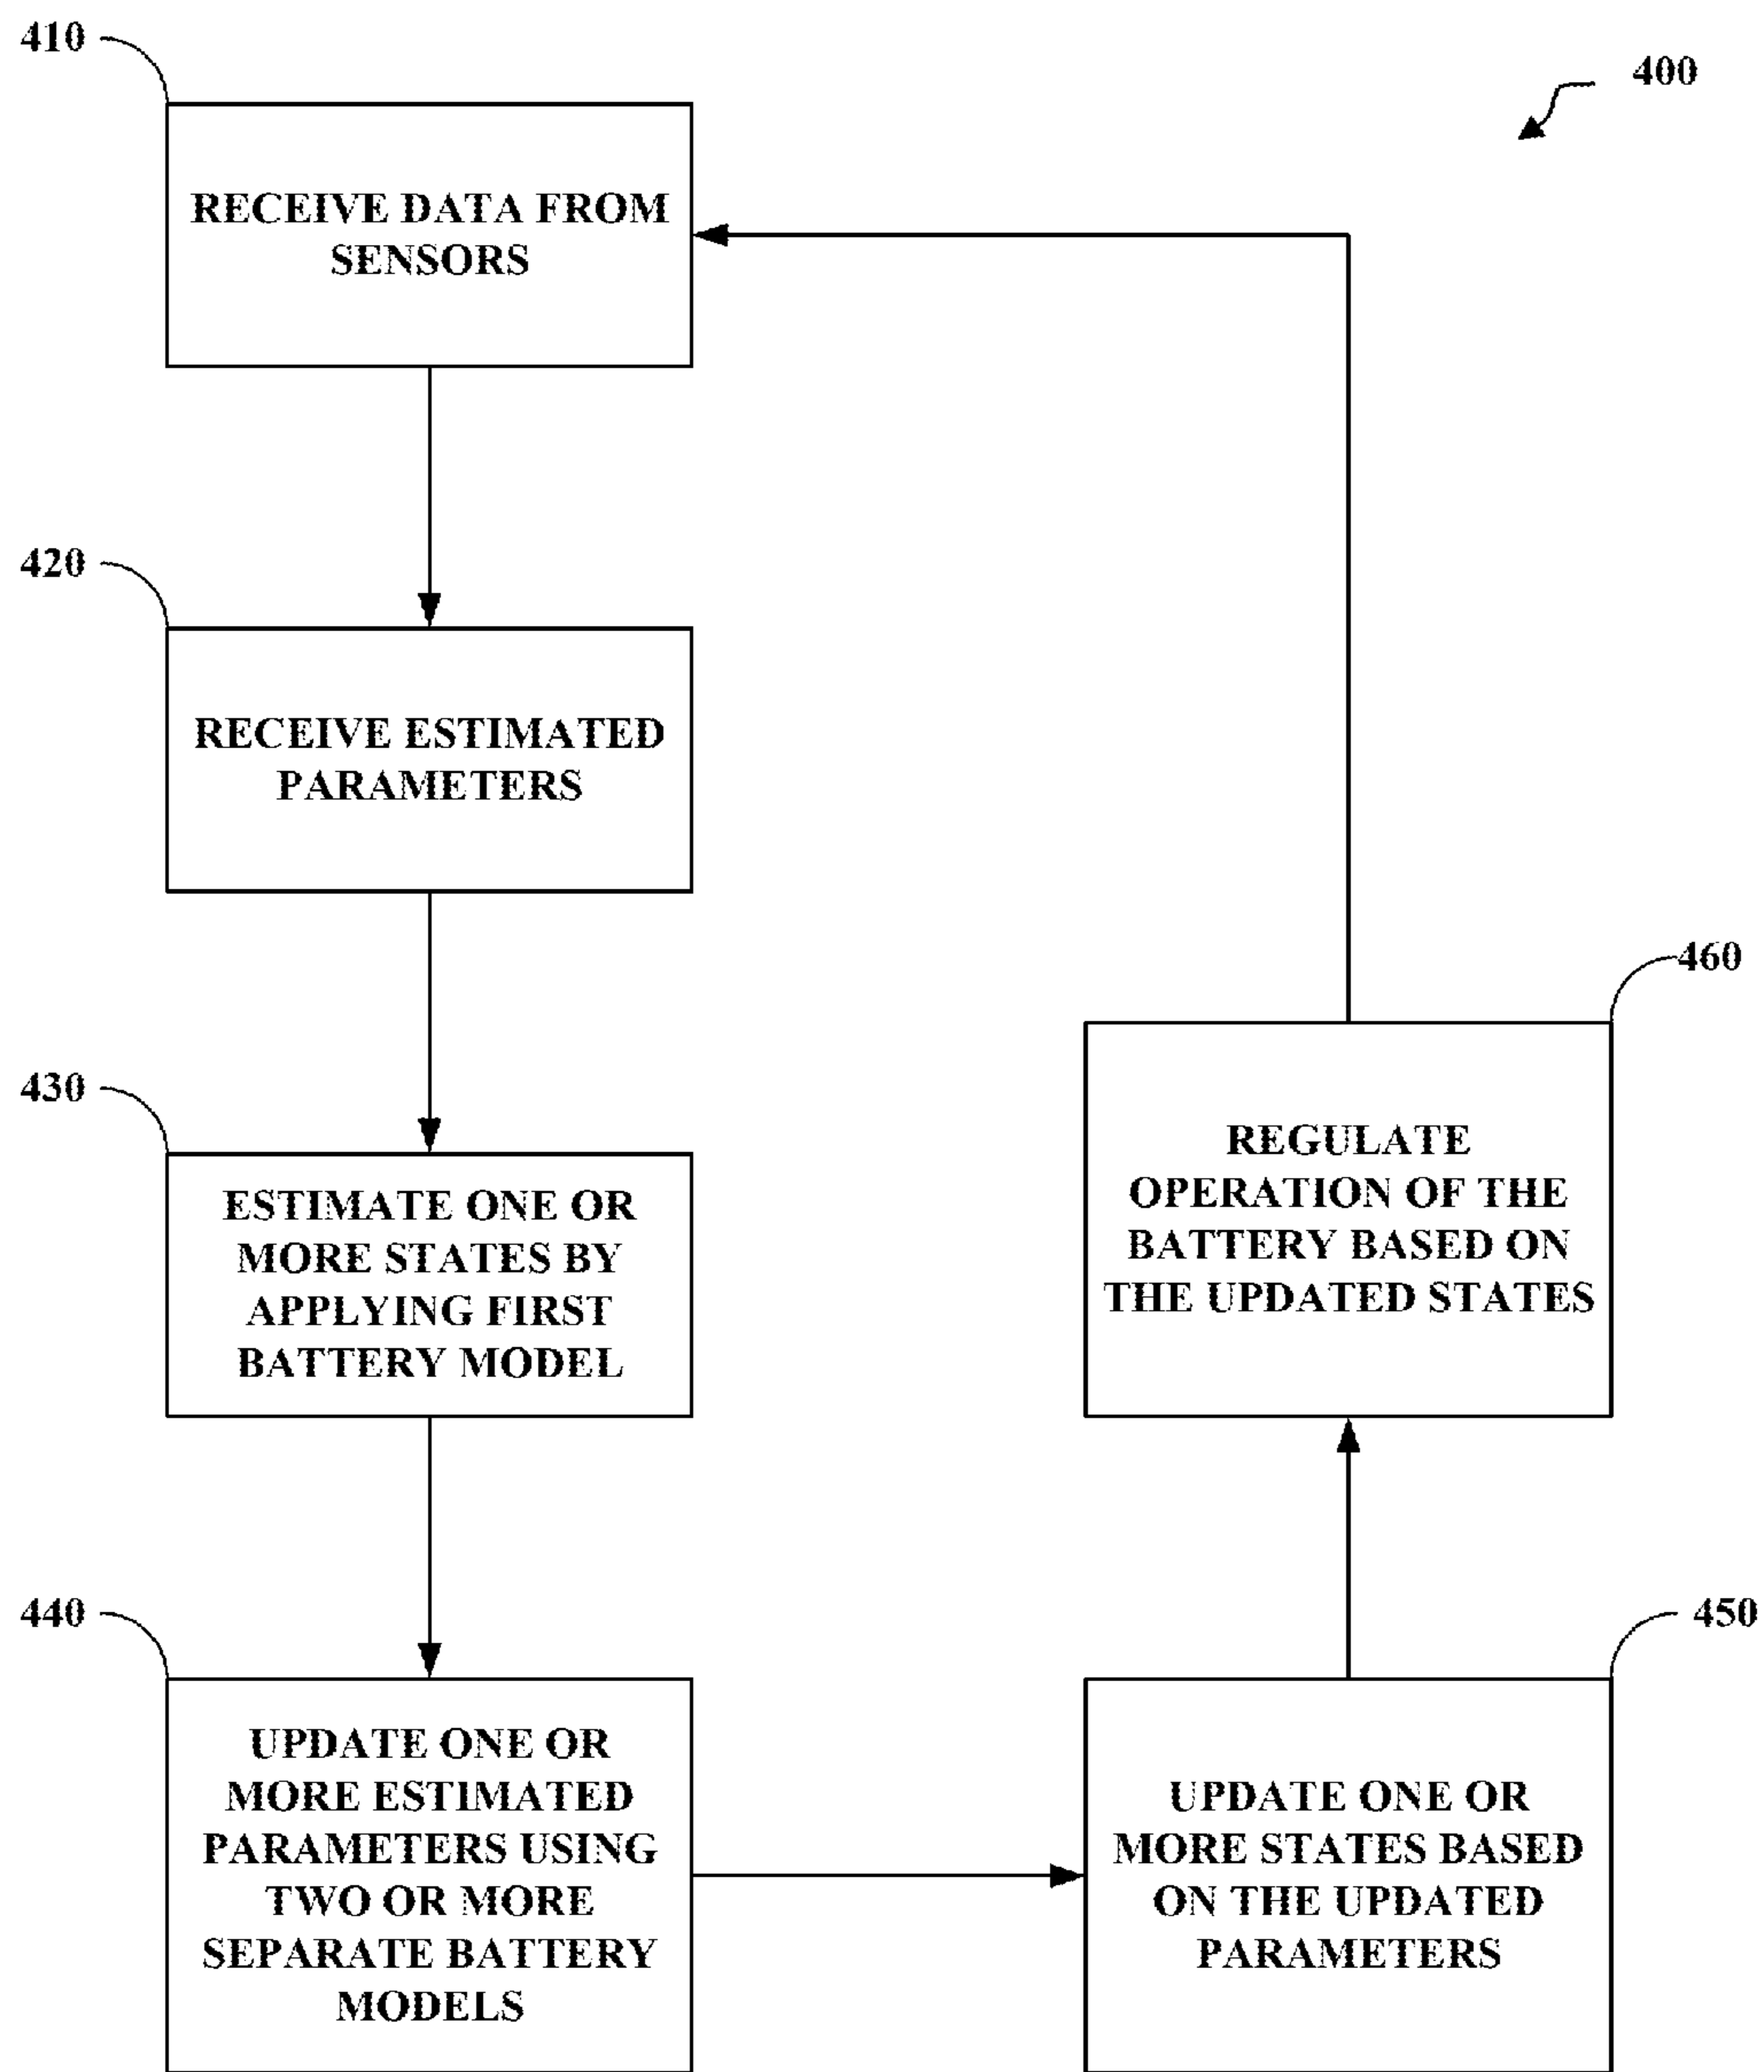 410
400
RECEIVE DATA FROM
SENSORS
420
RECEIVE ESTIMATED
PARAMETERS
430
ESTIMATE ONE OR
MORE STATES BY
APPLYING FIRST
BATTERY MODEL
460
REGULATE
OPERATION OF THE
BATTERY BASED ON
THE UPDATED STATES
440
UPDATE ONE OR
MORE ESTIMATED
PARAMETERS USING
TWO OR MORE
SEPARATE BATTERY
MODELS
450
UPDATE ONE OR
MORE STATES BASED
ON THE UPDATED
PARAMETERS